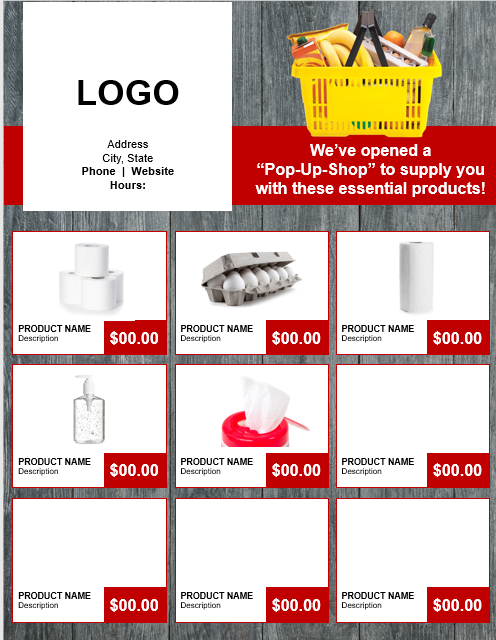 LOGO
Address
City, State
Phone | Website
Hours:
We've opened a
“Pop-Up-Shop” to supply you
with these essential products!
PRODUCT NAME
Description
$00.00
PRODUCT NAME
Description
$00.00
PRODUCT NAME
Description
$00.00
PRODUCT NAME
Description
$00.00
PRODUCT NAME
Description
$00.00
PRODUCT NAME
Description
$00.00
PRODUCT NAME
Description
$00.00
PRODUCT NAME
Description
$00.00
PRODUCT NAME
Description
$00.00